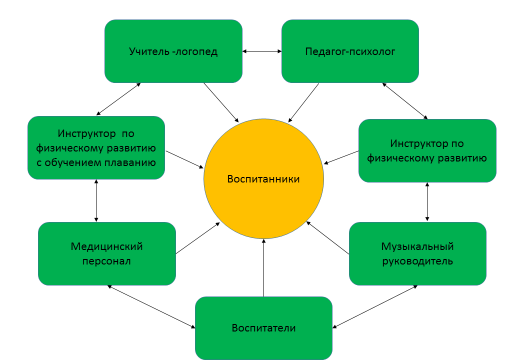 Учитель -логопед
Педагог-психолог
Инструктор по
физическому развитию
с обучением плаванию
Инструктор по
физическому развитию
Воспитанники
Медицинский
персонал
Музыкальный
руководитель
Воспитатели